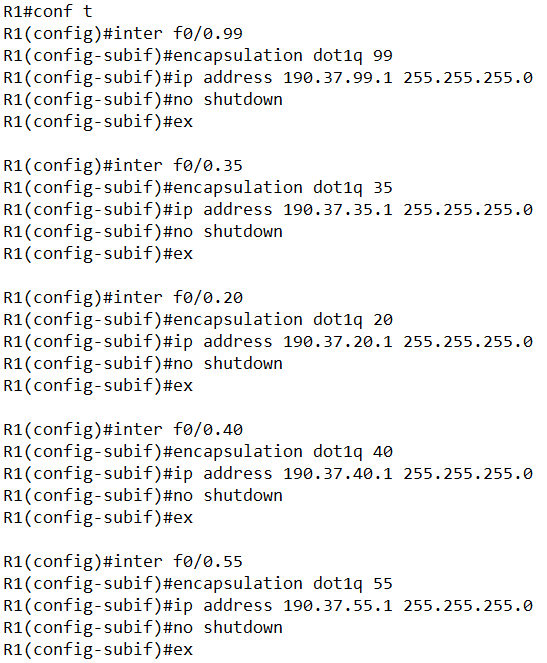 R1#conf t
R1(config)#inter f0/0.99
R1(config-subif)#encapsulation dot1q 99
R1(config-subif)#ip address 190.37.99.1 255.255.255.0
R1(config-subif)#no shutdown
R1(config-subif)#ex
R1(config)#inter f0/0.35
R1(config-subif)#encapsulation dot1q 35
R1(config-subif)#ip address 190.37.35.1 255.255.255.0
R1(config-subif)#no shutdown
R1(config-subif)#ex
R1(config)#inter f0/0.20
R1(config-subif)#encapsulation dot1q 20
R1(config-subif)#ip address 190.37.20.1 255.255.255.0
R1(config-subif)#no shutdown
R1(config-subif)#ex
R1(config)#inter f0/0.40
R1(config-subif)#encapsulation dot1q 40
R1(config-subif)#ip address 190.37.40.1 255.255.255.0
R1(config-subif)#no shutdown
R1(config-subif)#ex
R1(config)#inter f0/0.55
R1(config-subif)#encapsulation dot1q 55
R1(config-subif)#ip address 190.37.55.1 255.255.255.0
R1(config-subif)#no shutdown
R1(config-subif)#ex